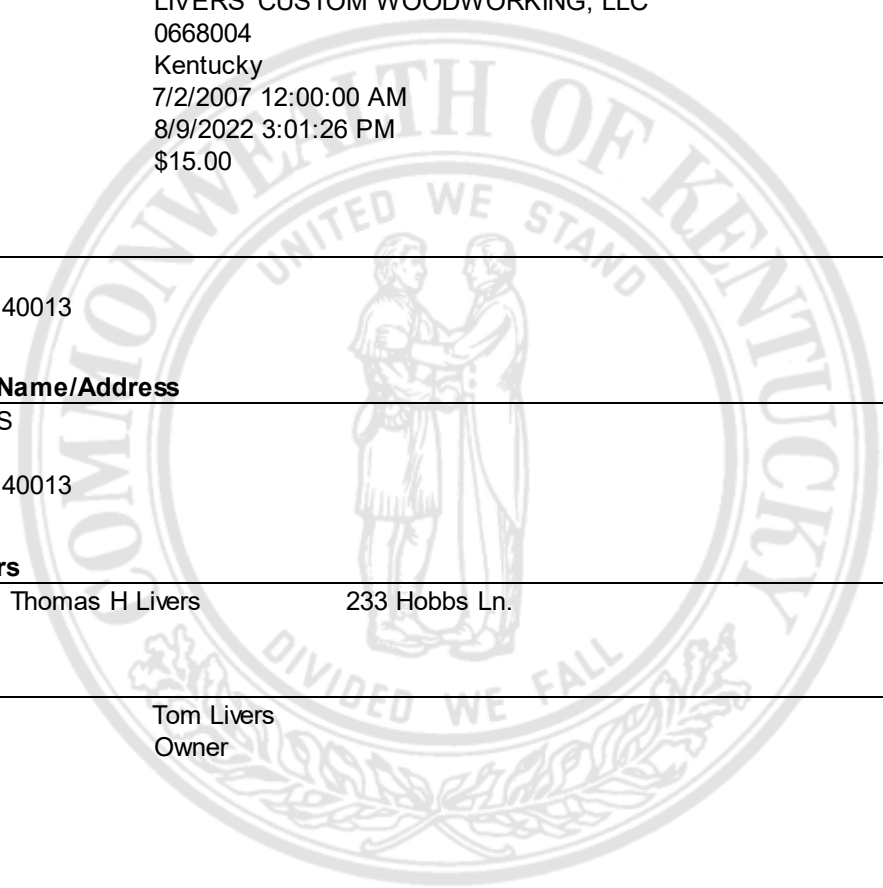 LIVERS' CUSTOM WOODWORKING, LLC
0668004
Kentucky
7/2/2007 12:00:00 AM
8/9/2022 3:01:26 PM
$15.00
40013
Name/Address
S
40013
rs
Thomas H Livers 233 Hobbs Ln.
Tom Livers
Owner
COMMONWEALTH OF KENTUCKY
UNITED WE STAND
DIVIDED WE FALL